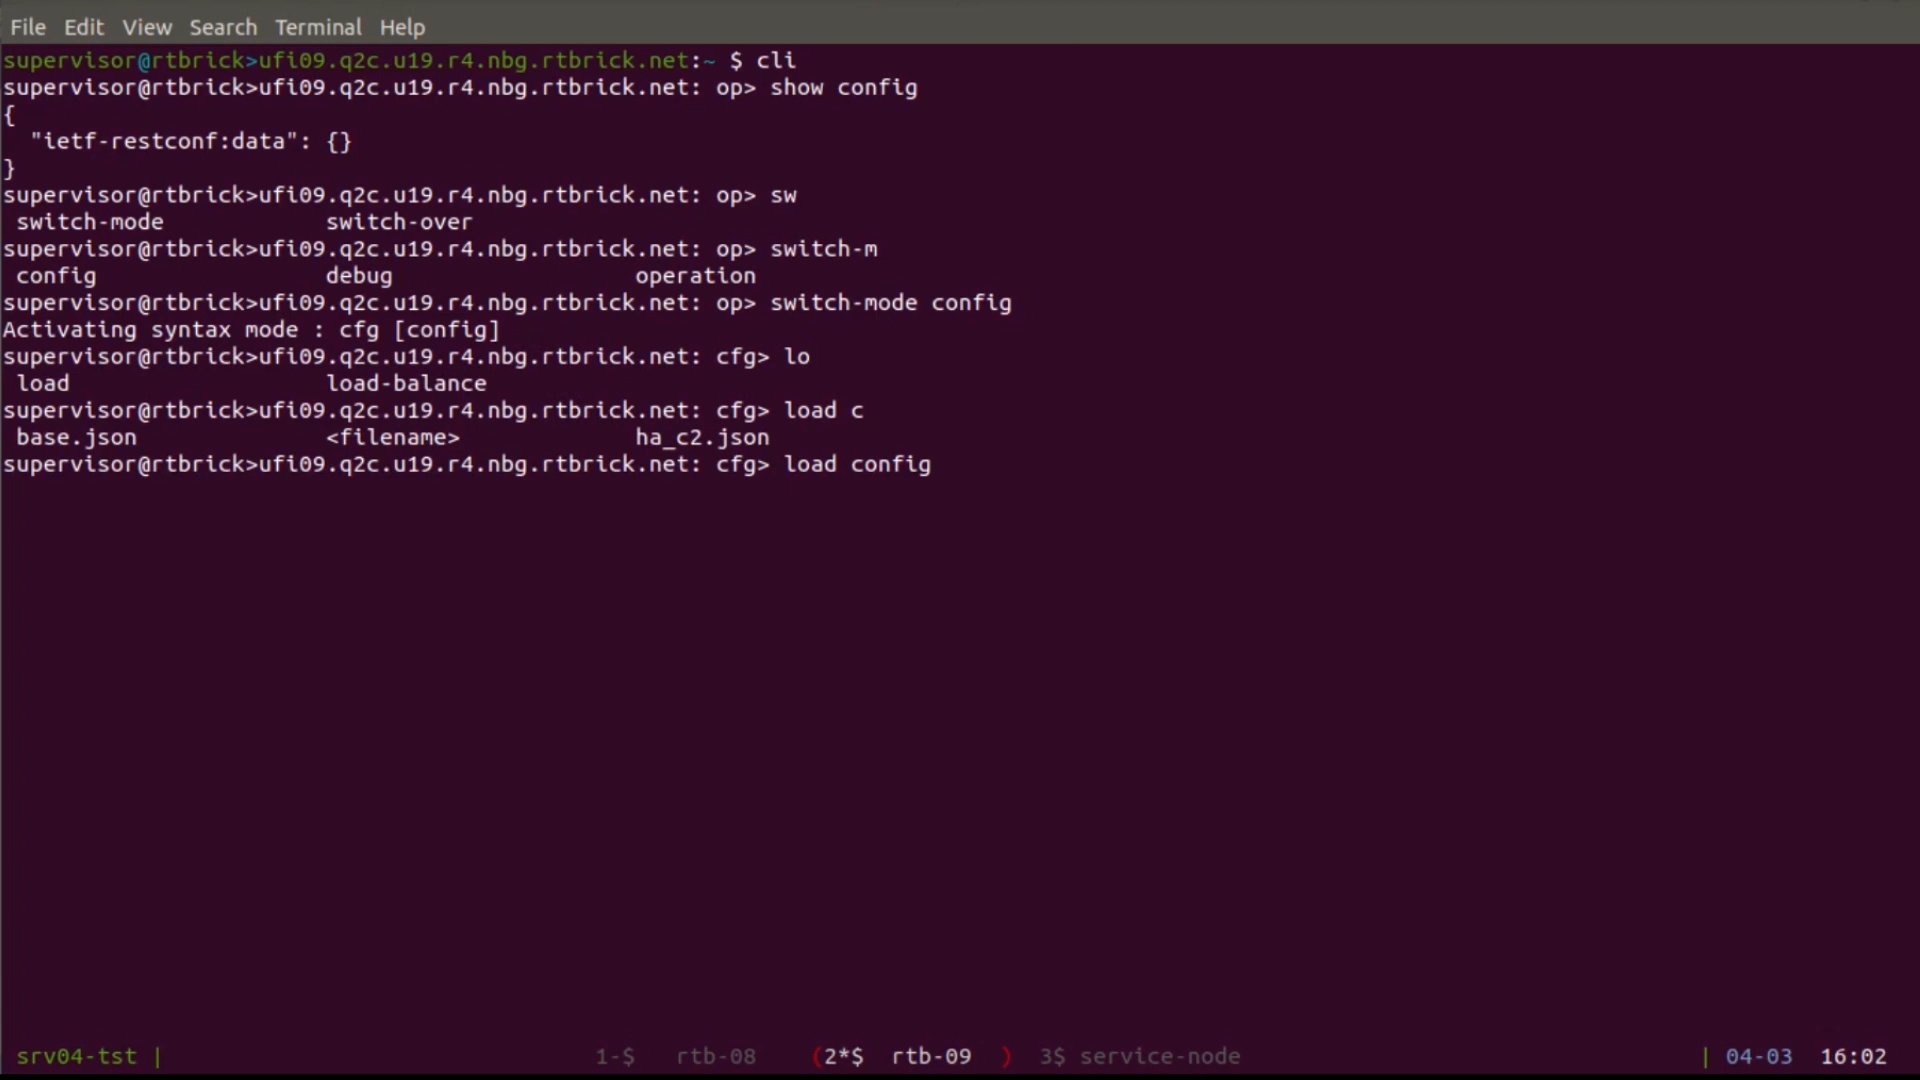 File Edit View Search Terminal Help
supervisor@rtbrick>ufi09.q2c.u19.r4.nbg.rtbrick.net:~ $ cli
supervisor@rtbrick>ufi09.q2c.u19.r4.nbg.rtbrick.net: op> show config
{
  "ietf-restconf:data": {}
}
supervisor@rtbrick>ufi09.q2c.u19.r4.nbg.rtbrick.net: op> sw
 switch-mode            switch-over
supervisor@rtbrick>ufi09.q2c.u19.r4.nbg.rtbrick.net: op> switch-m
 config                 debug                  operation
supervisor@rtbrick>ufi09.q2c.u19.r4.nbg.rtbrick.net: op> switch-mode config
Activating syntax mode : cfg [config]
supervisor@rtbrick>ufi09.q2c.u19.r4.nbg.rtbrick.net: cfg> lo
 load                   load-balance
supervisor@rtbrick>ufi09.q2c.u19.r4.nbg.rtbrick.net: cfg> load c
 base.json              <filename>             ha_c2.json
supervisor@rtbrick>ufi09.q2c.u19.r4.nbg.rtbrick.net: cfg> load config
srv04-tst | 1-$ rtb-08 (2*$ rtb-09 ) 3$ service-node | 04-03 16:02